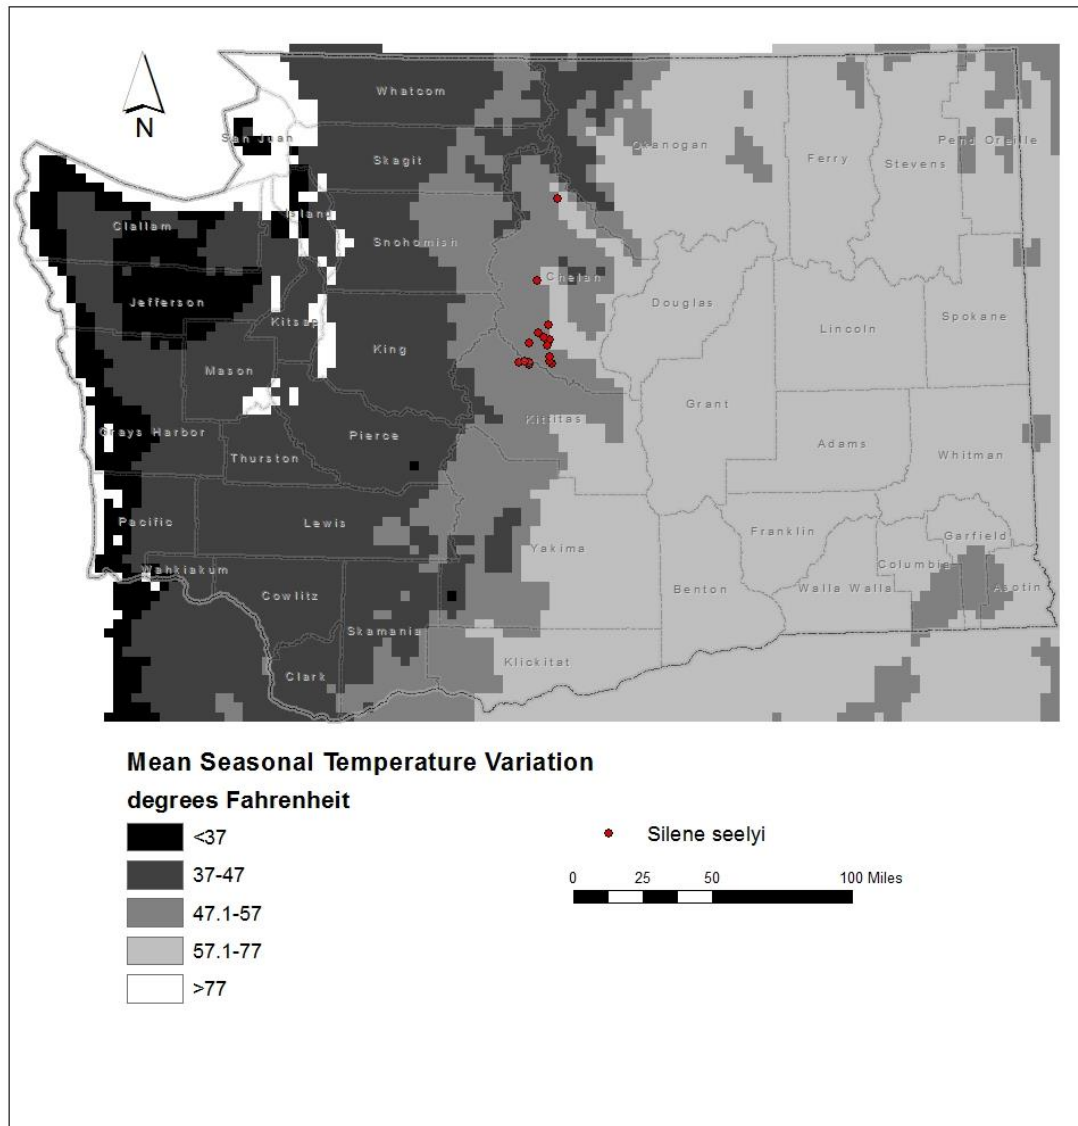 N
Whatcom
San Juan
Skagit
Okanogan
Ferry
Stevens
Pend Oreille
Island
Clallam
Snohomish
Chelan
Jefferson
Kitsap
Douglas
Lincoln
Spokane
King
Mason
Grant
Kittitas
Grays Harbor
Pierce
Thurston
Adams
Whitman
Pacific
Lewis
Yakima
Franklin
Garfield
Wahkiakum
Columbia
Cowlitz
Benton
Walla Walla
Asotin
Skamania
Klickitat
Clark
Mean Seasonal Temperature Variation
degrees Fahrenheit
<37
37-47
47.1-57
57.1-77
>77
Silene seelyi
0 25 50 100 Miles